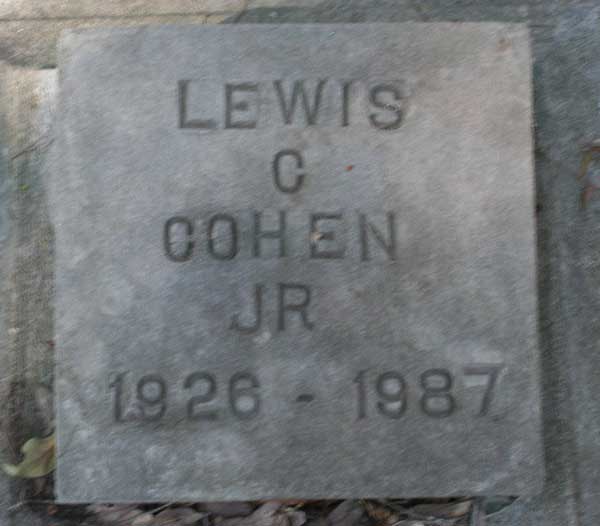 LEWIS
C
COHEN
JR
1926 - 1987